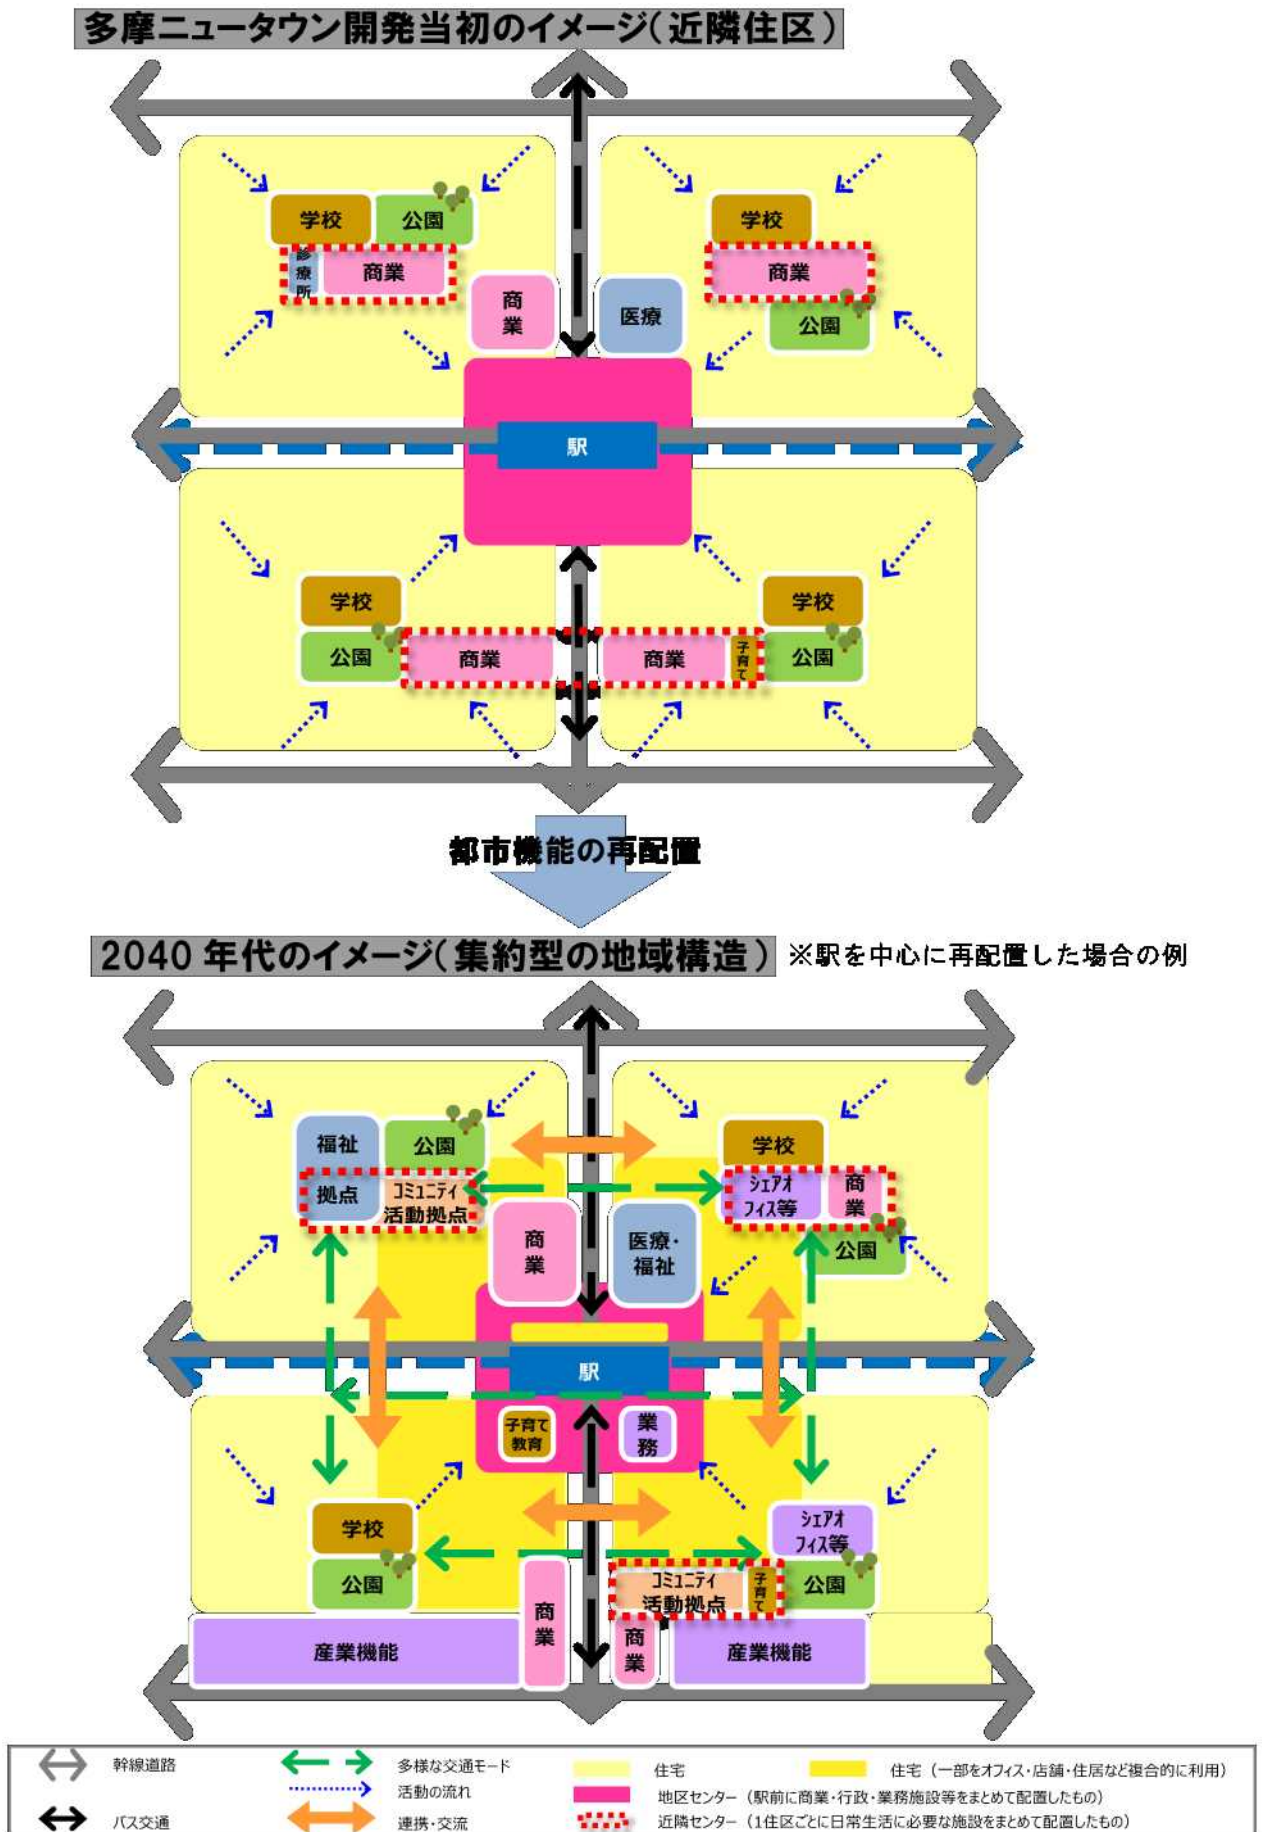 多摩ニュータウン開発当初のイメージ(近隣住区)
学校
公園
診療所
商業
商業
医療
学校
商業
公園
駅
学校
公園
商業
商業
子育て
学校
公園
都市機能の再配置
2040 年代のイメージ(集約型の地域構造)
※駅を中心に再配置した場合の例
福祉
拠点
公園
コミュニティ
活動拠点
商業
医療・
福祉
学校
シェアオ
フィス等
商業
公園
駅
子育て
教育
業務
学校
公園
シェアオ
フィス等
コミュニティ
活動拠点
子育て
公園
産業機能
商業
商業
産業機能
幹線道路
多様な交通モード
住宅
住宅(一部をオフィス・店舗・住居など複合的に利用)
活動の流れ
地区センター(駅前に商業・行政・業務施設等をまとめて配置したもの)
バス交通
連携・交流
近隣センター(1住区ごとに日常生活に必要な施設をまとめて配置したもの)